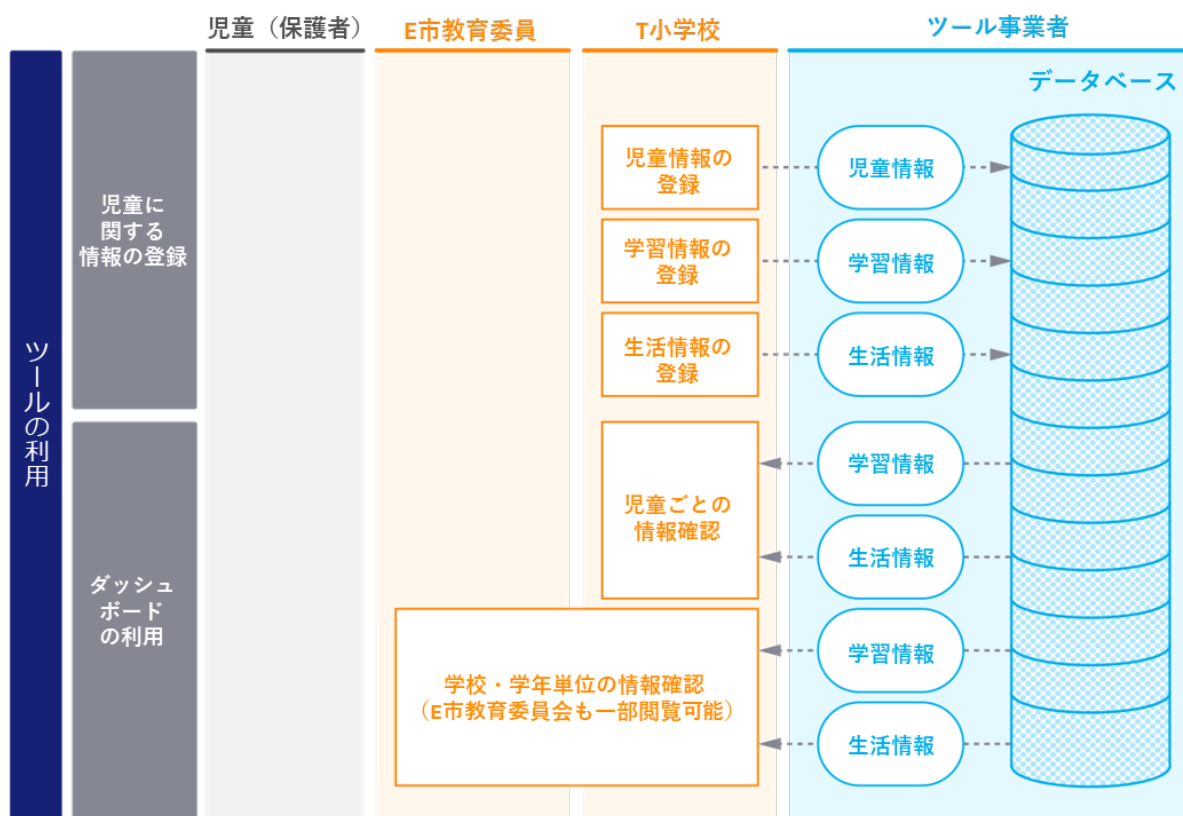 児童（保護者）
E市教育委員
T小学校
ツール事業者
データベース
ツールの利用
児童に
関する
情報の登録
児童情報の
登録
児童情報
学習情報の
登録
学習情報
生活情報の
登録
生活情報
ダッシュ
ボード
の利用
児童ごとの
情報確認
学習情報
生活情報
学校・学年単位の情報確認
（E市教育委員会も一部閲覧可能）
学習情報
生活情報